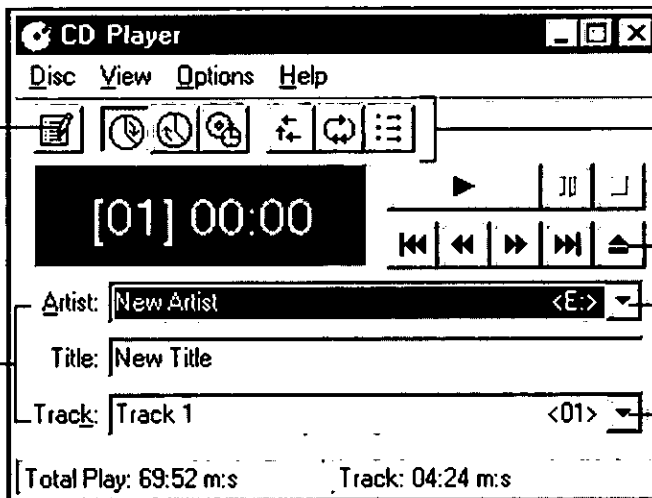 CD Player
Disc View Options Help
[01] 00:00
Artist: New Artist <E:>
Title: New Title
Track: Track 1 <01>
Total Play: 69:52 m:s Track: 04:24 m:s